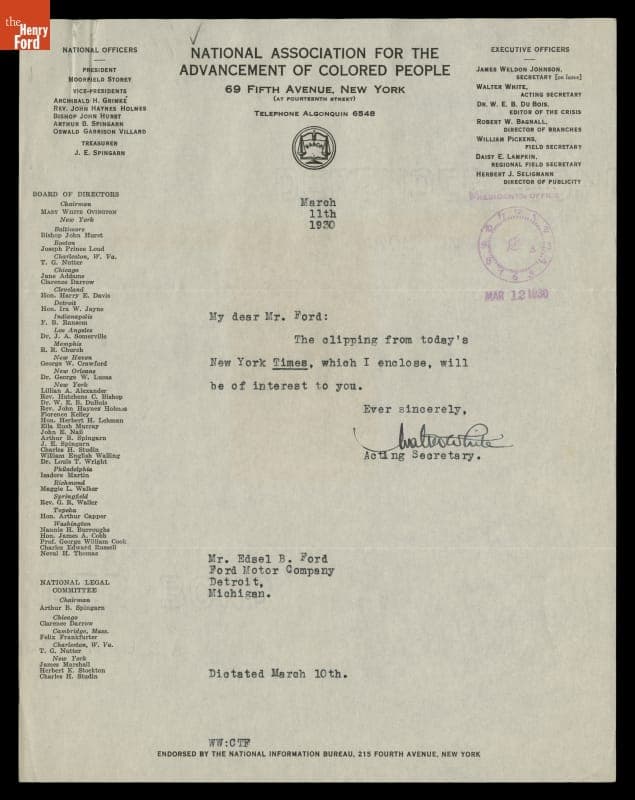 the
Henry
Ford
NATIONAL OFFICERS
PRESIDENT
MOORFIELD STOREY
VICE-PRESIDENTS
ARCHIBALD H. GRIMKÉ
REV. JOHN HAYNES HOLMES
BISHOP JOHN HURST
ARTHUR B. SPINGARN
OSWALD GARRISON VILLARD
TREASURER
J. E. SPINGARN
NATIONAL ASSOCIATION FOR THE
ADVANCEMENT OF COLORED PEOPLE
69 FIFTH AVENUE, NEW YORK
(AT FOURTEENTH STREET)
TELEPHONE ALGONQUIN 6548
EXECUTIVE OFFICERS
JAMES WELDON JOHNSON,
SECRETARY [on leave]
WALTER WHITE,
ACTING SECRETARY
DR. W. E. B. DU BOIS,
EDITOR OF THE CRISIS
ROBERT W. BAGNALL,
DIRECTOR OF BRANCHES
WILLIAM PICKENS,
FIELD SECRETARY
DAISY E. LAMPKIN,
REGIONAL FIELD SECRETARY
HERBERT J. SELIGMANN
DIRECTOR OF PUBLICITY
PRESIDENT'S OFFICE
MAR 12 1930
BOARD OF DIRECTORS
Chairman
MARY WHITE OVINGTON
New York
Baltimore
Bishop John Hurst
Boston
Joseph Prince Loud
Charleston, W. Va.
T. G. Nutter
Chicago
Jane Addams
Clarence Darrow
Cleveland
Hon. Harry E. Davis
Detroit
Hon. Ira W. Jayne
Indianapolis
F. B. Ransom
Los Angeles
Dr. J. A. Somerville
Memphis
R. R. Church
New Haven
George W. Crawford
New Orleans
Dr. George W. Lucas
New York
Lillian A. Alexander
Rev. Hutchens C. Bishop
Dr. W. E. B. DuBois
Rev. John Haynes Holmes
Florence Kelley
Hon. Herbert H. Lehman
Ella Rush Murray
John E. Nail
Arthur B. Spingarn
J. E. Spingarn
Charles H. Studin
William English Walling
Dr. Louis T. Wright
Philadelphia
Isadore Martin
Richmond
Maggie L. Walker
Springfield
Rev. G. R. Waller
Topeka
Hon. Arthur Capper
Washington
Nannie H. Burroughs
Hon. James A. Cobb
Prof. George William Cook
Charles Edward Russell
Neval H. Thomas
NATIONAL LEGAL
COMMITTEE
Chairman
Arthur B. Spingarn
Chicago
Clarence Darrow
Cambridge, Mass.
Felix Frankfurter
Charleston, W. Va.
T. G. Nutter
New York
James Marshall
Herbert K. Stockton
Charles H. Studin
March
11th
1930
My dear Mr. Ford:
The clipping from today's
New York Times, which I enclose, will
be of interest to you.
Ever sincerely,
Walter White
Acting Secretary.
Mr. Edsel B. Ford
Ford Motor Company
Detroit,
Michigan.
Dictated March 10th.
WW:CTF
ENDORSED BY THE NATIONAL INFORMATION BUREAU, 215 FOURTH AVENUE, NEW YORK